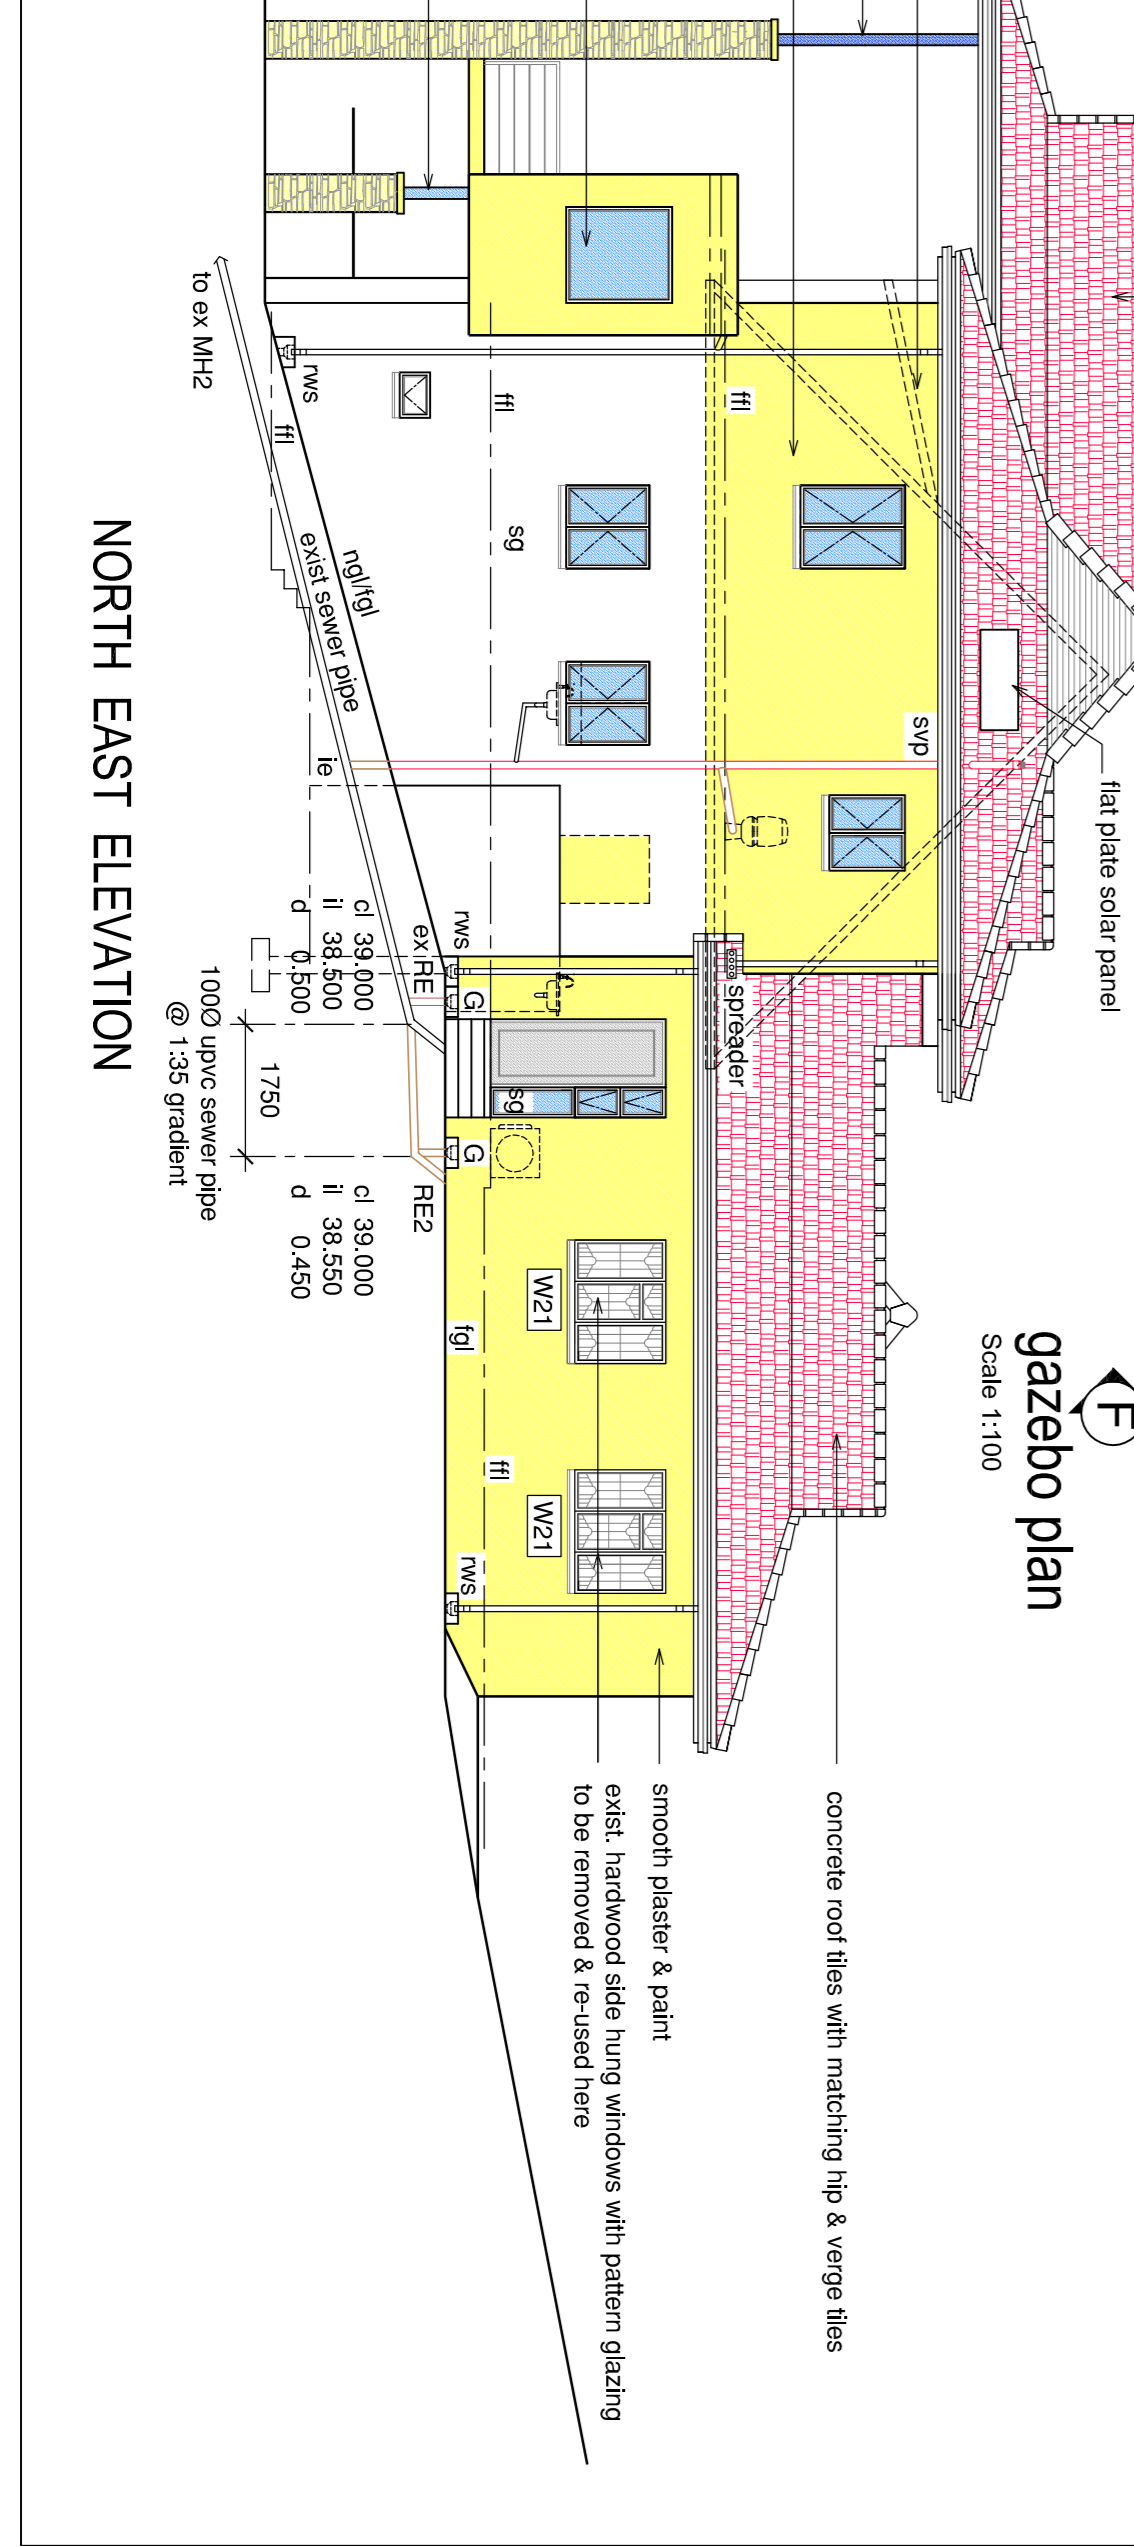 flat plate solar panel
gazebo plan
Scale 1:100
F
concrete roof tiles with matching hip & verge tiles
smooth plaster & paint
exist. hardwood side hung windows with pattern glazing
to be removed & re-used here
svp
ffl
spreader
sg
ffl
W21
W21
sg
ffl
rws
G
G
rws
fgl
rws
ex RE
RE2
ngl/fgl
exist sewer pipe
ie
ffl
to ex MH2
cl 39.000
il 38.500
d 0.500
cl 39.000
il 38.550
d 0.450
1750
100Ø upvc sewer pipe
@ 1:35 gradient
NORTH EAST ELEVATION